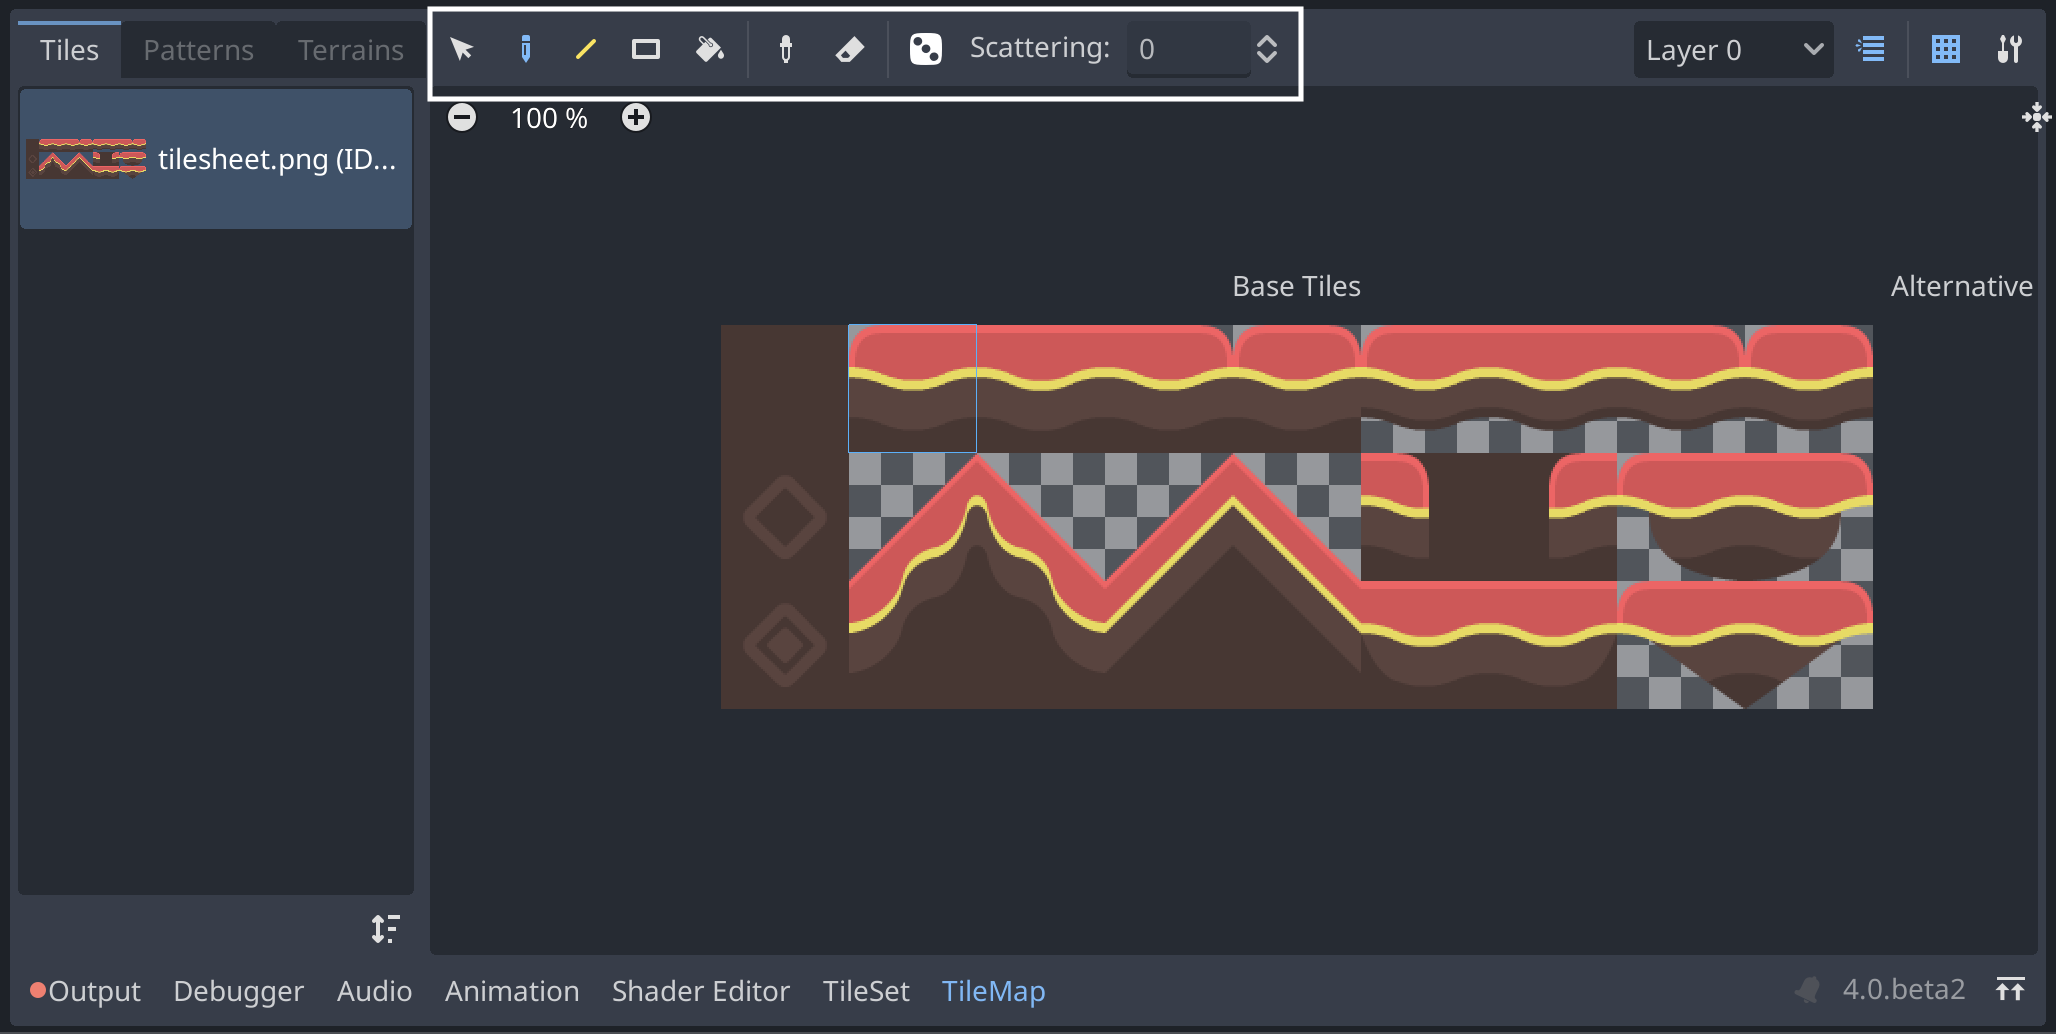 Tiles Patterns Terrains Scattering: 0 Layer 0
100 %
tilesheet.png (ID...
Base Tiles Alternative
Output Debugger Audio Animation Shader Editor TileSet TileMap 4.0.beta2